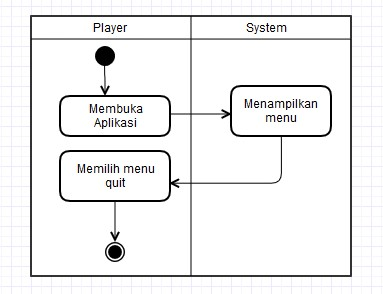 Player
System
Membuka
Aplikasi
Menampilkan
menu
Memilih menu
quit